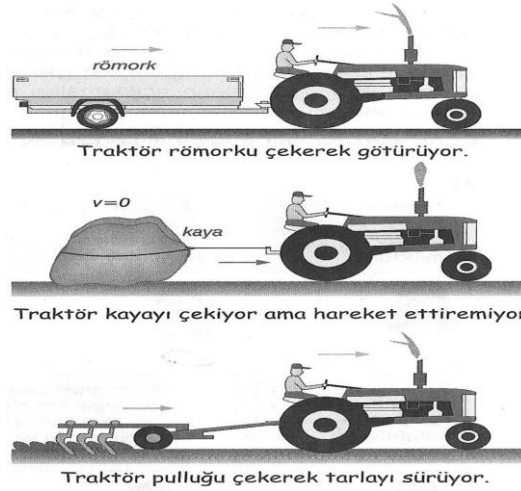 römork
Traktör römorku çekerek götürüyor.
v=0
kaya
Traktör kayayı çekiyor ama hareket ettiremiyor
Traktör pulluğu çekerek tarlayı sürüyor.